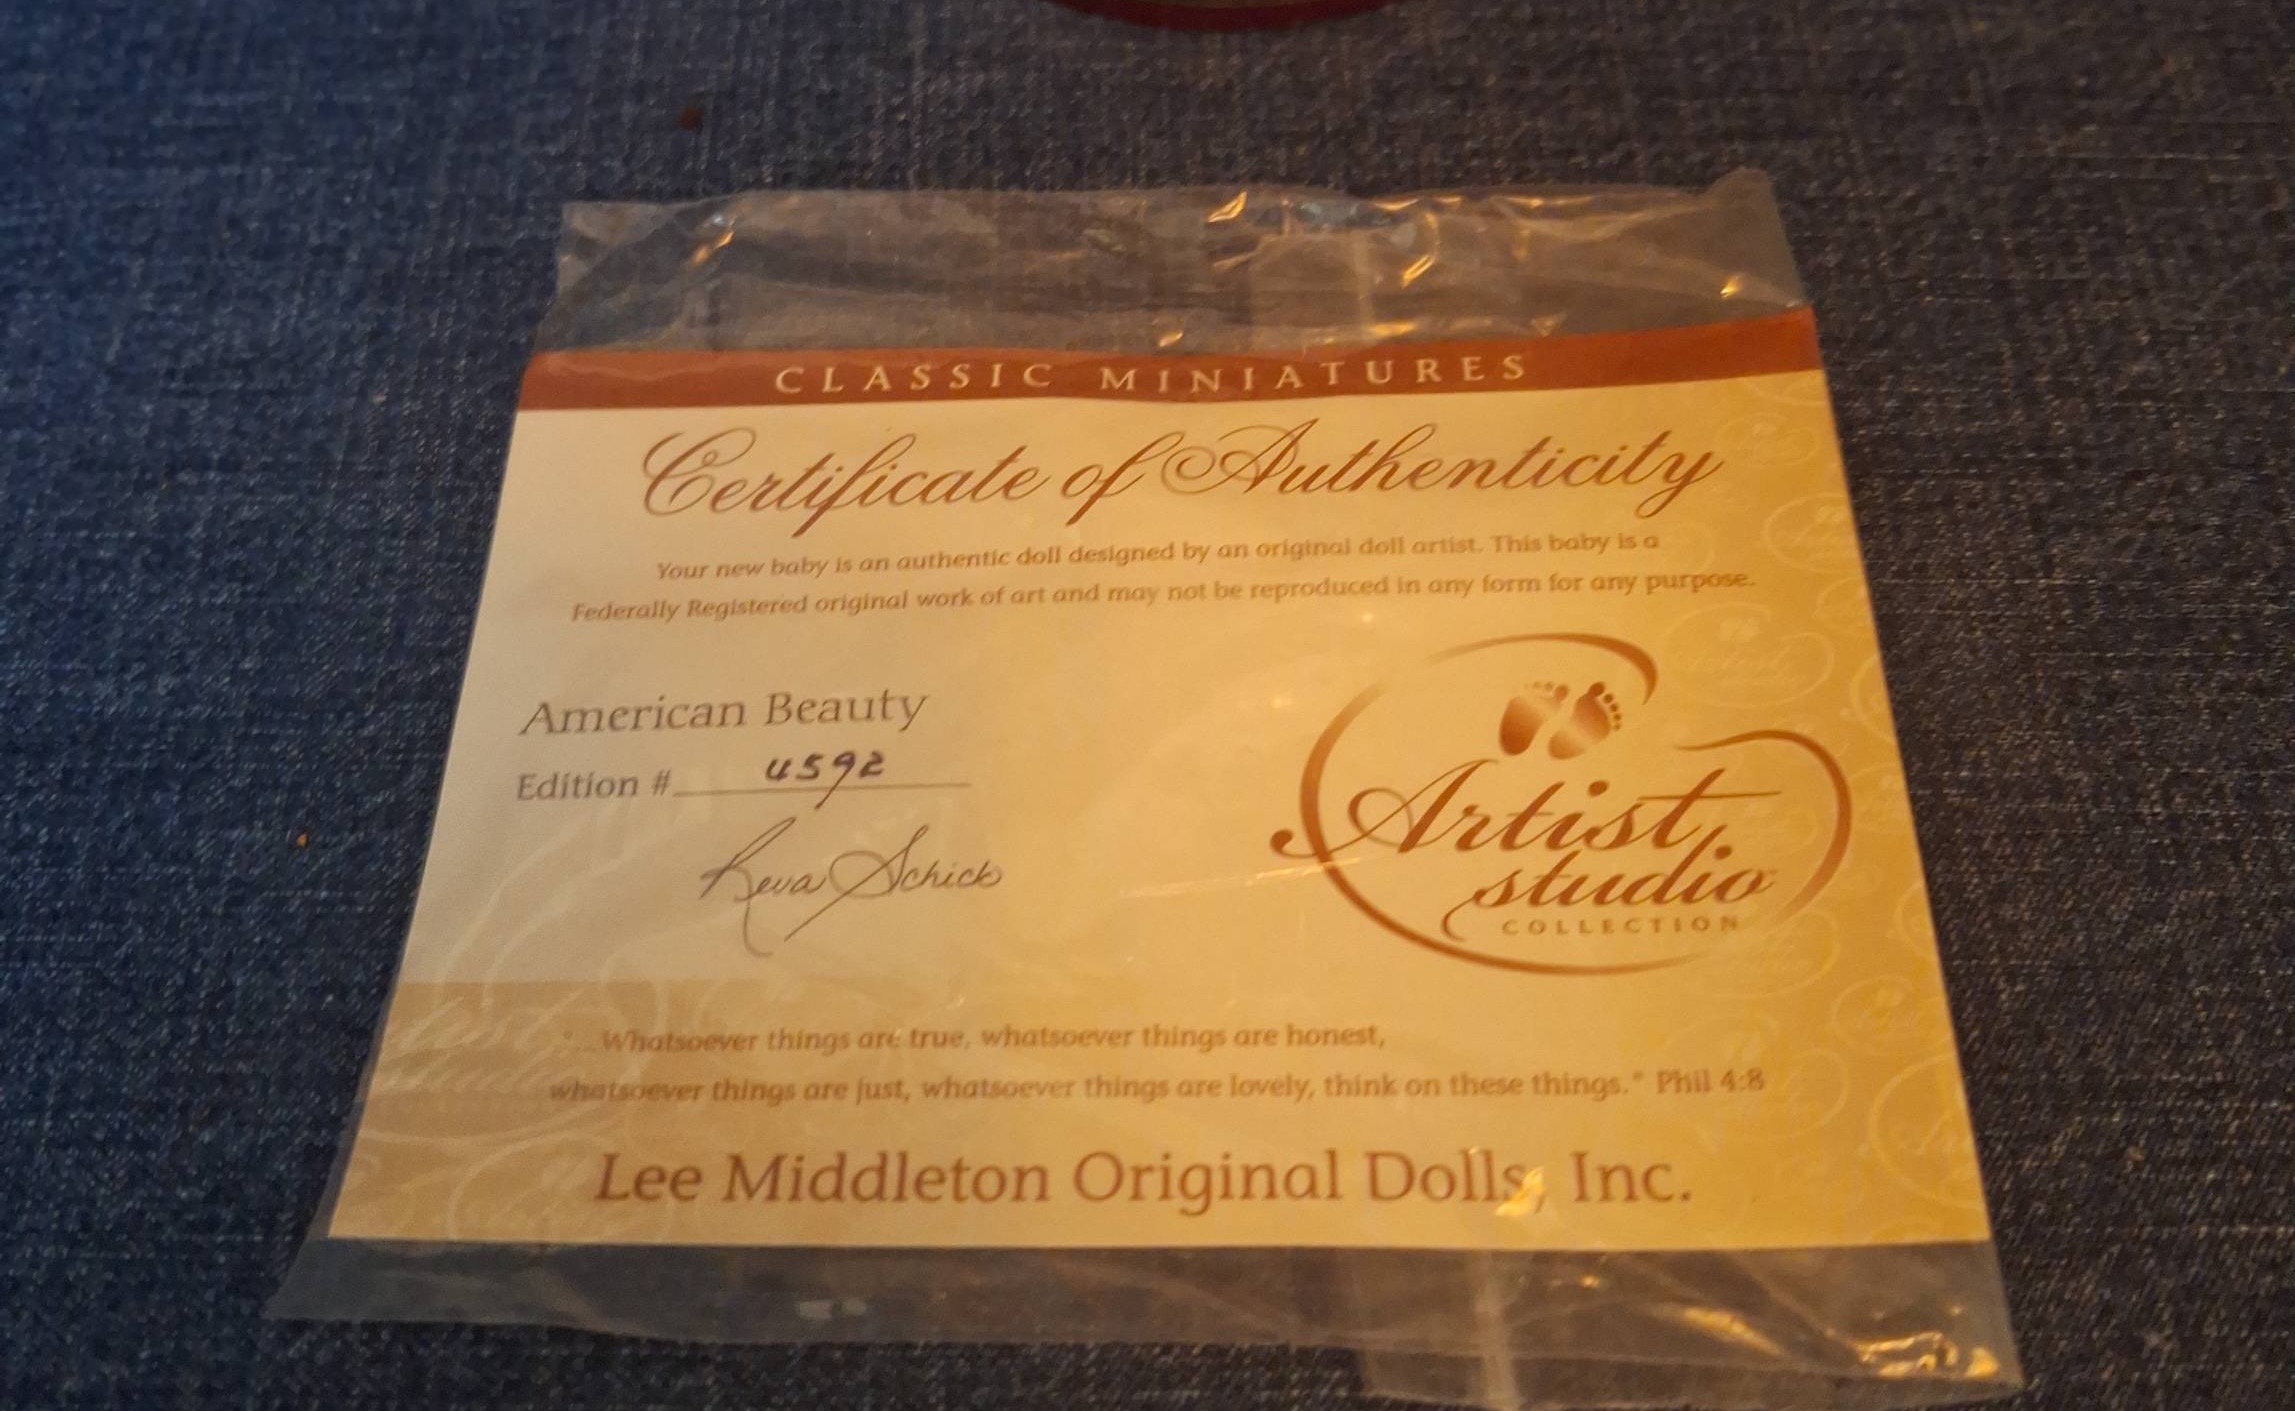 CLASSIC MINIATURES
Certificate of Authenticity
Your new baby is an authentic doll designed by an original doll artist. This baby is a
Federally Registered original work of art and may not be reproduced in any form for any purpose.
American Beauty
Edition # 4592
Reva Schick
Artist
studio
COLLECTION
"...Whatsoever things are true, whatsoever things are honest,
whatsoever things are just, whatsoever things are lovely, think on these things." Phil 4:8
Lee Middleton Original Dolls, Inc.